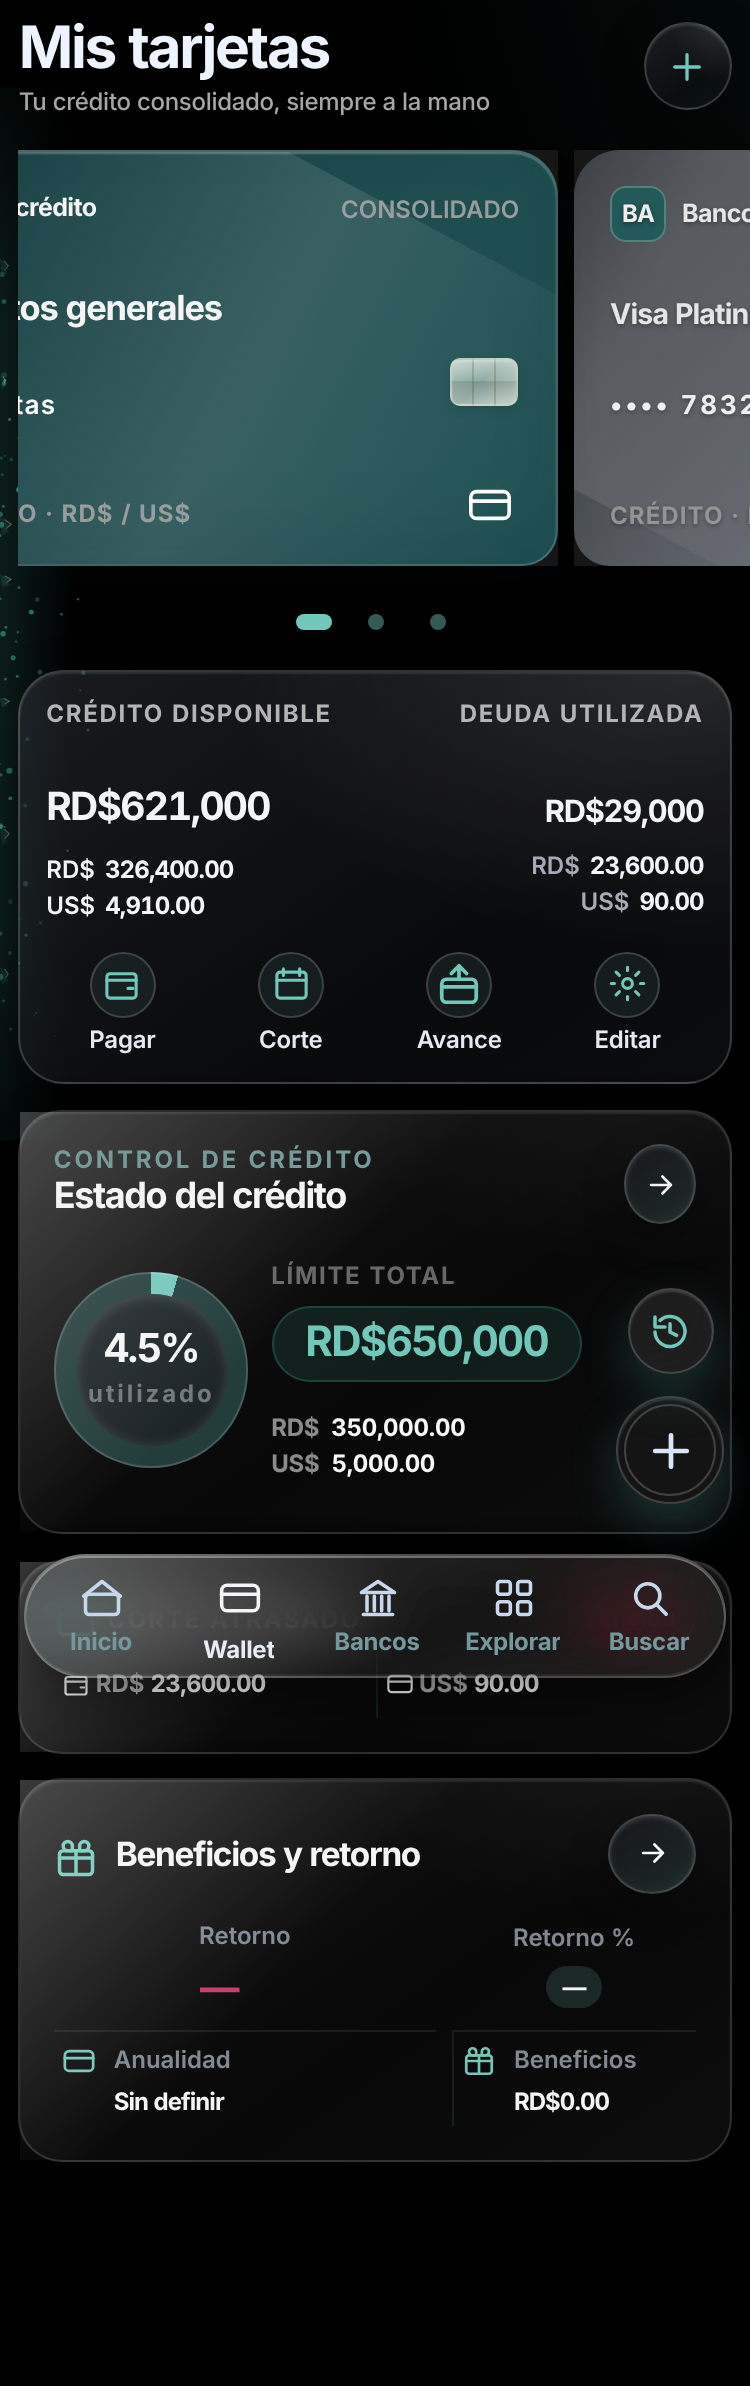 Mis tarjetas
Tu crédito consolidado, siempre a la mano
crédito
CONSOLIDADO
tos generales
tas
O · RD$ / US$
BA Banco
Visa Platin
•••• 7832
CRÉDITO ·
CRÉDITO DISPONIBLE
DEUDA UTILIZADA
RD$621,000
RD$29,000
RD$ 326,400.00
RD$ 23,600.00
US$ 4,910.00
US$ 90.00
Pagar
Corte
Avance
Editar
CONTROL DE CRÉDITO
Estado del crédito
4.5%
utilizado
LÍMITE TOTAL
RD$650,000
RD$ 350,000.00
US$ 5,000.00
CORTE ATRASADO
Inicio
Wallet
Bancos
Explorar
Buscar
RD$ 23,600.00
US$ 90.00
Beneficios y retorno
Retorno
Retorno %
—
—
Anualidad
Sin definir
Beneficios
RD$0.00